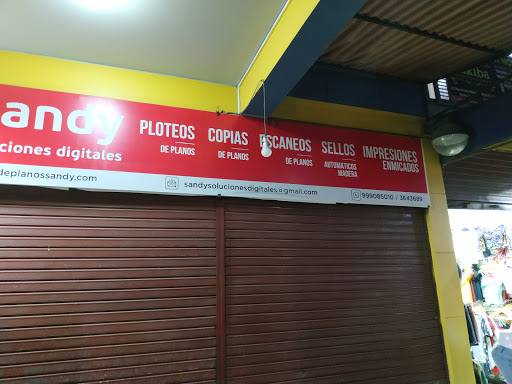 andy
ciones digitales
PLOTEOS
DE PLANOS
COPIAS
DE PLANOS
ESCANEOS
DE PLANOS
SELLOS
AUTOMATICOS
MADERA
IMPRESIONES
ENMICADOS
deplanossandy.com
sandysolucionesdigitales@gmail.com
999085010 / 3643689